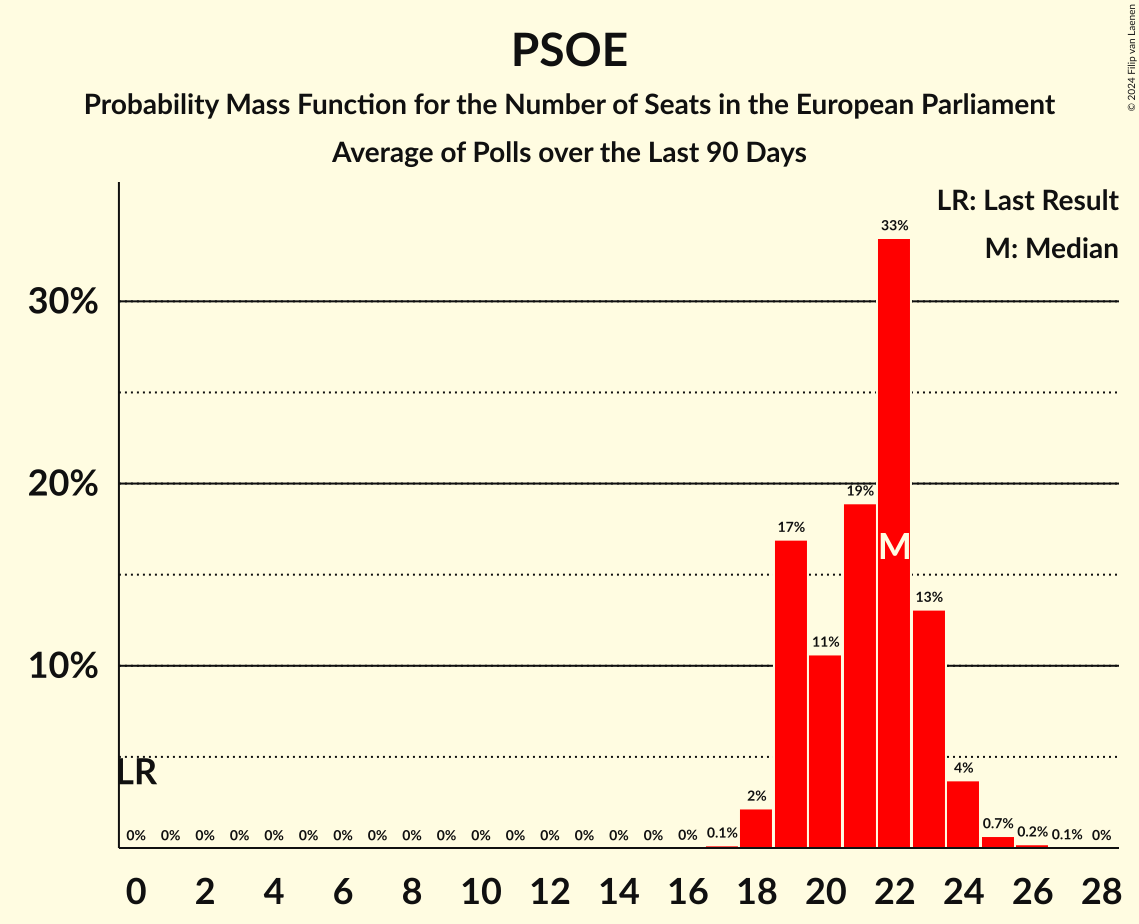 PSOE
Probability Mass Function for the Number of Seats in the European Parliament
Average of Polls over the Last 90 Days
© 2024 Filip van Laenen
LR: Last Result
M: Median
30%
20%
10%
LR
M
0% 0% 0% 0% 0% 0% 0% 0% 0% 0% 0% 0% 0% 0% 0% 0% 0% 0.1% 2% 17% 11% 19% 33% 13% 4% 0.7% 0.2% 0.1% 0%
0 2 4 6 8 10 12 14 16 18 20 22 24 26 28